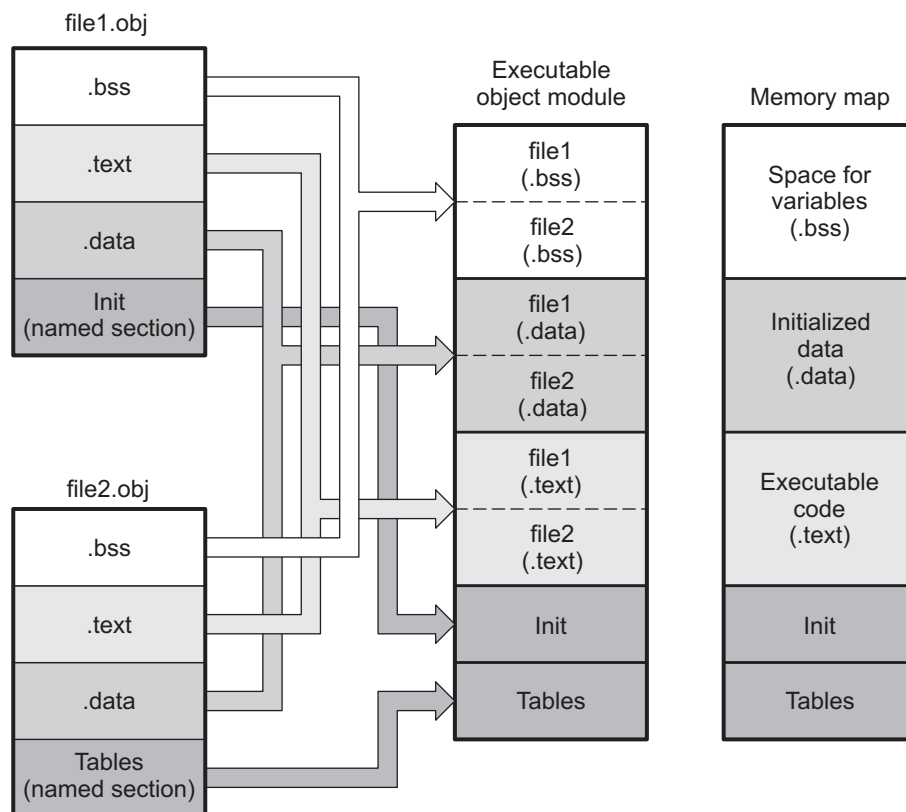 file1.obj
.bss
.text
.data
Init
(named section)
file2.obj
.bss
.text
.data
Tables
(named section)
Executable
object module
file1
(.bss)
file2
(.bss)
file1
(.data)
file2
(.data)
file1
(.text)
file2
(.text)
Init
Tables
Memory map
Space for
variables
(.bss)
Initialized
data
(.data)
Executable
code
(.text)
Init
Tables